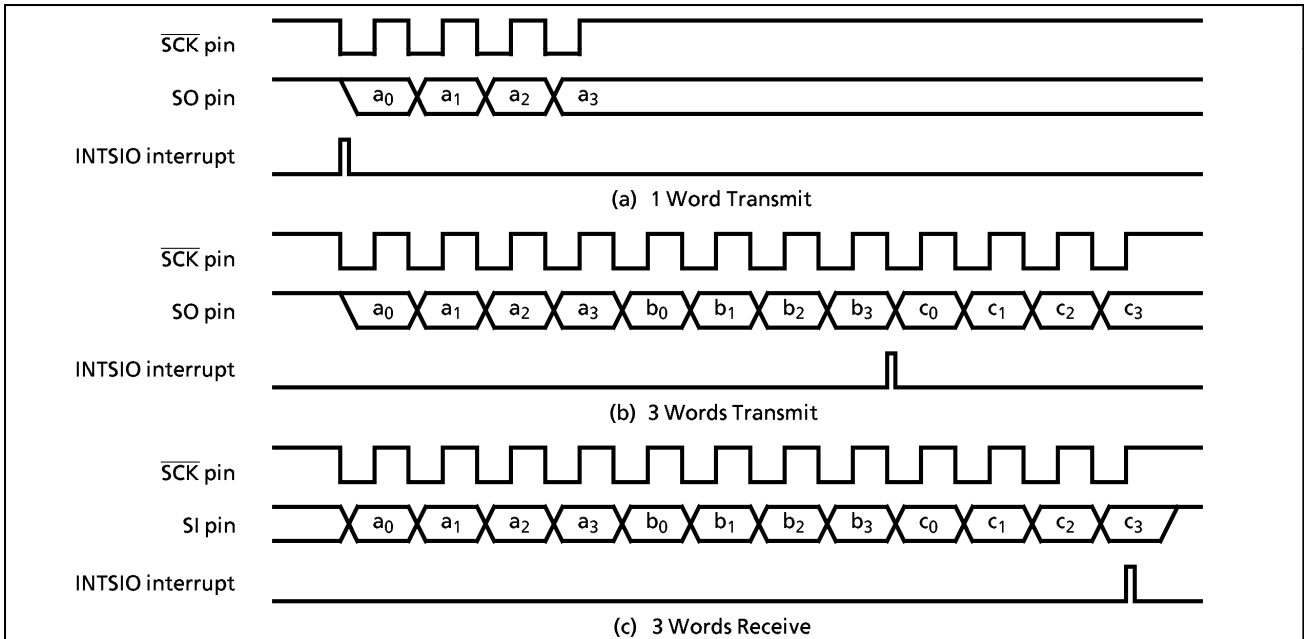 SCK pin
SO pin
a0 a1 a2 a3
INTSIO interrupt
(a) 1 Word Transmit
SCK pin
SO pin
a0 a1 a2 a3 b0 b1 b2 b3 c0 c1 c2 c3
INTSIO interrupt
(b) 3 Words Transmit
SCK pin
SI pin
a0 a1 a2 a3 b0 b1 b2 b3 c0 c1 c2 c3
INTSIO interrupt
(c) 3 Words Receive